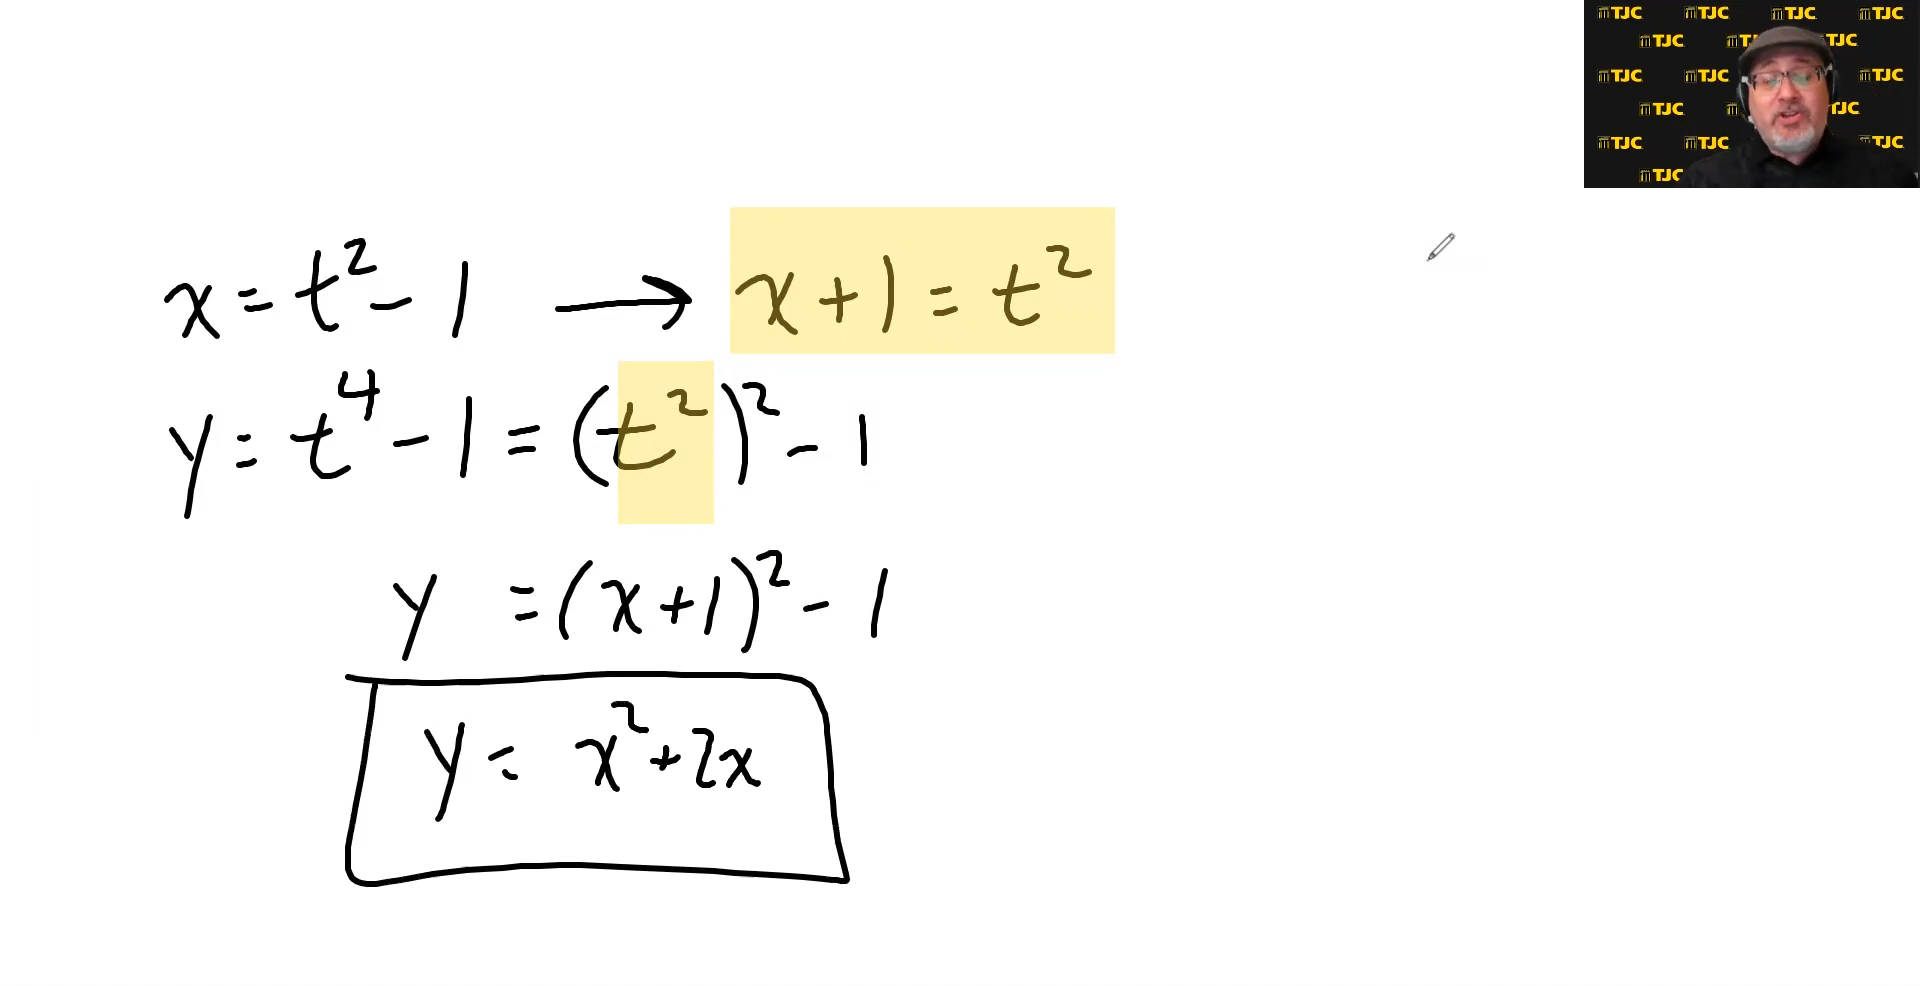 TJC TJC TJC TJC
TJC TJC
TJC TJC TJC
TJC TJC
TJC TJC TJC
TJC
x = t² - 1 → x + 1 = t²
y = t⁴ - 1 = (t²)² - 1
y = (x + 1)² - 1
y = x² + 2x